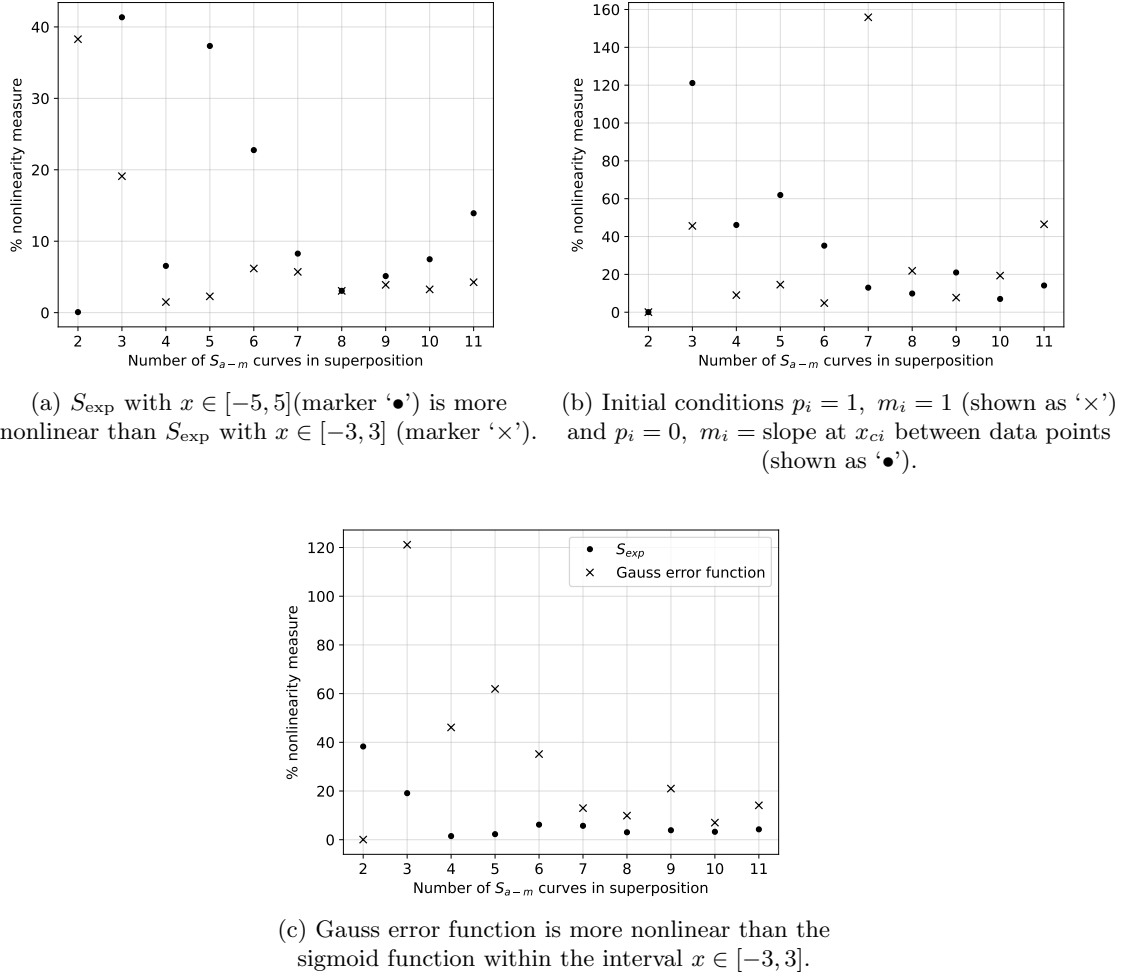 40
30
20
10
0
% nonlinearity measure
2 3 4 5 6 7 8 9 10 11
Number of S_{a−m} curves in superposition
(a) S_exp with x ∈ [−5, 5](marker ‘●’) is more
nonlinear than S_exp with x ∈ [−3, 3] (marker ‘×’).
160
140
120
100
80
60
40
20
0
% nonlinearity measure
2 3 4 5 6 7 8 9 10 11
Number of S_{a−m} curves in superposition
(b) Initial conditions p_i = 1, m_i = 1 (shown as ‘×’)
and p_i = 0, m_i = slope at x_{ci} between data points
(shown as ‘●’).
120
100
80
60
40
20
0
% nonlinearity measure
S_{exp}
Gauss error function
2 3 4 5 6 7 8 9 10 11
Number of S_{a−m} curves in superposition
(c) Gauss error function is more nonlinear than the
sigmoid function within the interval x ∈ [−3, 3].